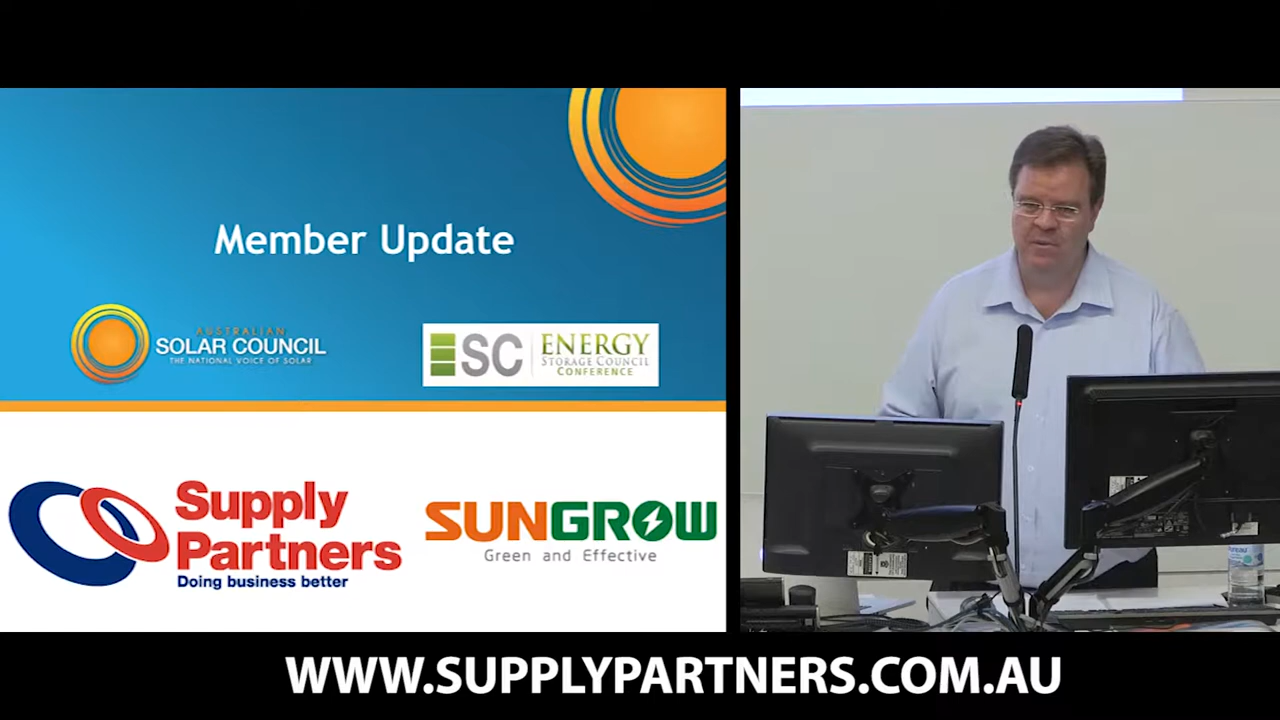 Member Update
AUSTRALIAN
SOLAR COUNCIL
THE NATIONAL VOICE OF SOLAR
SC
ENERGY
STORAGE COUNCIL
CONFERENCE
Supply
Partners
Doing business better
SUNGROW
Green and Effective
WWW.SUPPLYPARTNERS.COM.AU